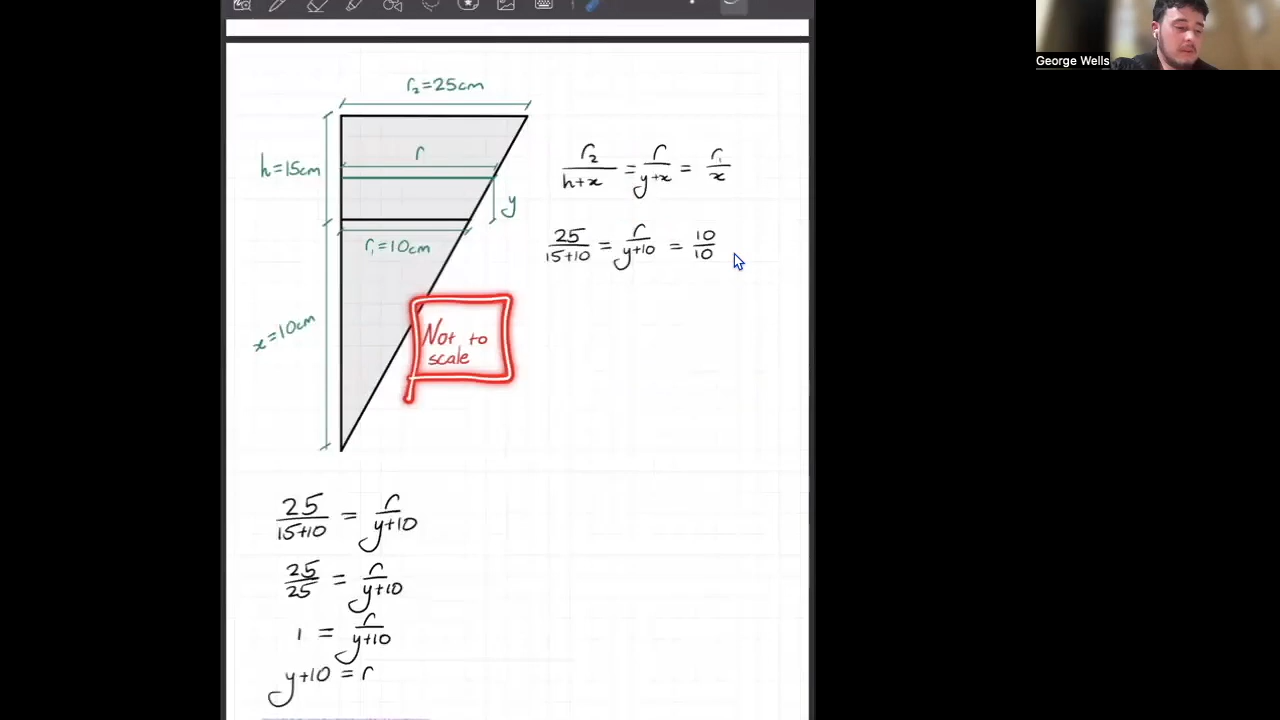 George Wells
r₂=25cm
r
h=15cm
y
r₁=10cm
x=10cm
Not to
scale
r₂/h+x = r/y+x = r₁/x
25/15+10 = r/y+10 = 10/10
25/15+10 = r/y+10
25/25 = r/y+10
1 = r/y+10
y+10 = r